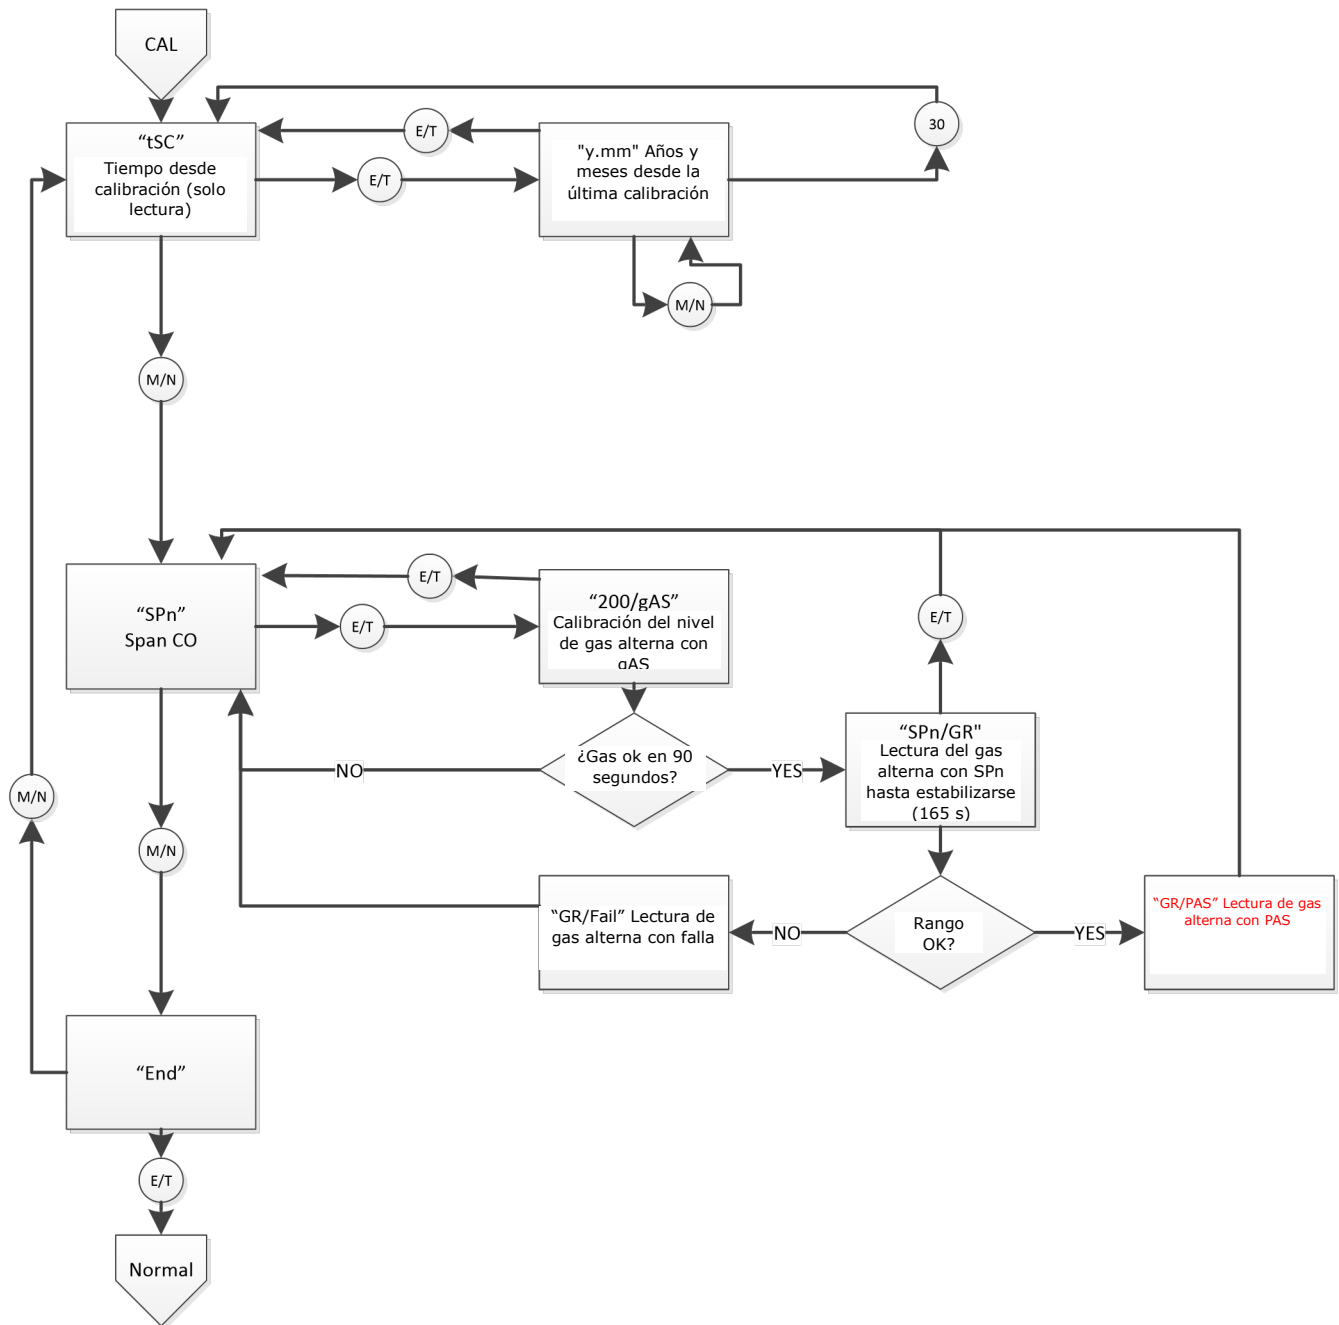 CAL
“tSC”
Tiempo desde
calibración (solo
lectura)
E/T
E/T
"y.mm" Años y
meses desde la
última calibración
30
M/N
M/N
“SPn”
Span CO
E/T
E/T
“200/gAS”
Calibración del nivel
de gas alterna con
gAS
E/T
¿Gas ok en 90
segundos?
NO
YES
“SPn/GR"
Lectura del gas
alterna con SPn
hasta estabilizarse
(165 s)
M/N
M/N
“GR/Fail” Lectura de
gas alterna con falla
NO
Rango
OK?
YES
“GR/PAS” Lectura de gas
alterna con PAS
“End”
E/T
Normal